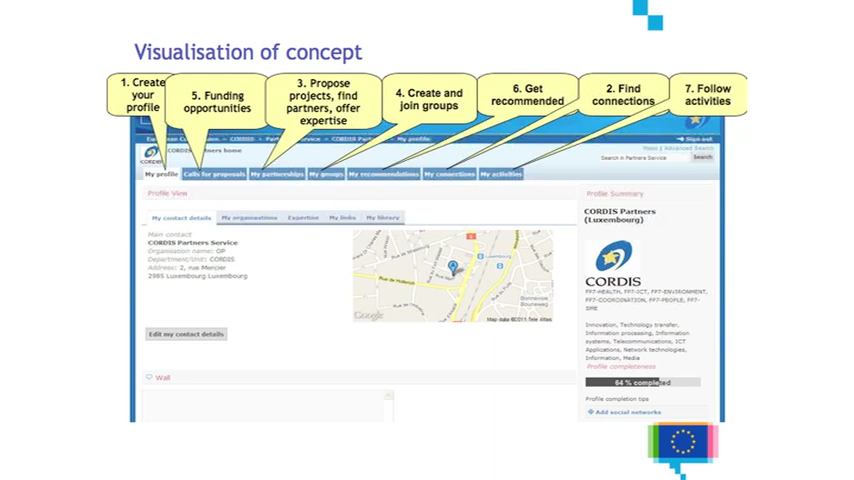 Visualisation of concept
1. Create
your
profile
5. Funding
opportunities
3. Propose
projects, find
partners, offer
expertise
4. Create and
join groups
6. Get
recommended
2. Find
connections
7. Follow
activities
Sign out
CORDIS Partners home
Advanced Search
CORDIS
Search in Partners Service
Search
My profile
Calls for proposals
My partnerships
My groups
My recommendations
My connections
My activities
Profile View
Profile Summary
My contact details
My organisations
Expertise
My links
My library
CORDIS Partners
(Luxembourg)
Main contact
CORDIS Partners Service
Organisation name: OP
Department/Unit: CORDIS
Address: 2, rue Mercier
2985 Luxembourg Luxembourg
Luxembourg
Bonnevoie
Google
Map data ©2011 Tele Atlas
CORDIS
FP7-HEALTH, FP7-ICT, FP7-ENVIRONMENT,
FP7-COORDINATION, FP7-PEOPLE, FP7-
SME
Innovation, Technology transfer,
Information processing, Information
systems, Telecommunications, ICT
Applications, Network technologies,
Information, Media
Profile completeness
64 % completed
Profile completion tips
Add social networks
Edit my contact details
Wall